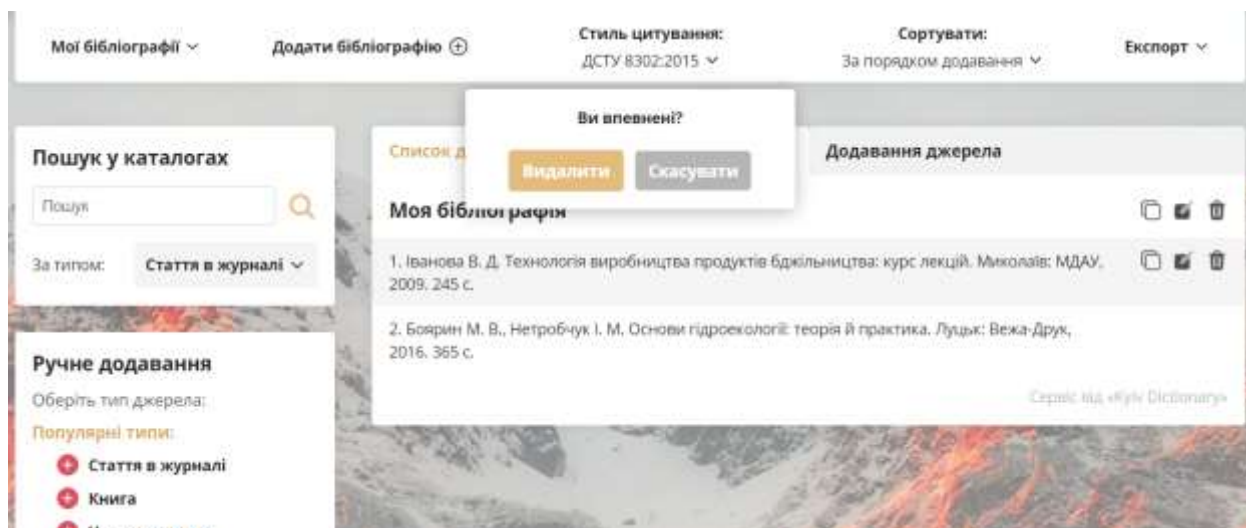 Мої бібліографії
Додати бібліографію
Стиль цитування:
ДСТУ 8302:2015
Сортувати:
За порядком додавання
Експорт
Ви впевнені?
Видалити
Скасувати
Пошук у каталогах
Пошук
За типом:
Стаття в журналі
Список
Додавання джерела
Моя бібліографія
1. Іванова В. Д. Технологія виробництва продуктів бджільництва: курс лекцій. Миколаїв: МДАУ,
2009. 245 с.
2. Боярин М. В., Нетробчук І. М. Основи гідроекології: теорія й практика. Луцьк: Вежа-Друк,
2016. 365 с.
Сервіс від «Kyiv Dictionary»
Ручне додавання
Оберіть тип джерела:
Популярні типи:
Стаття в журналі
Книга